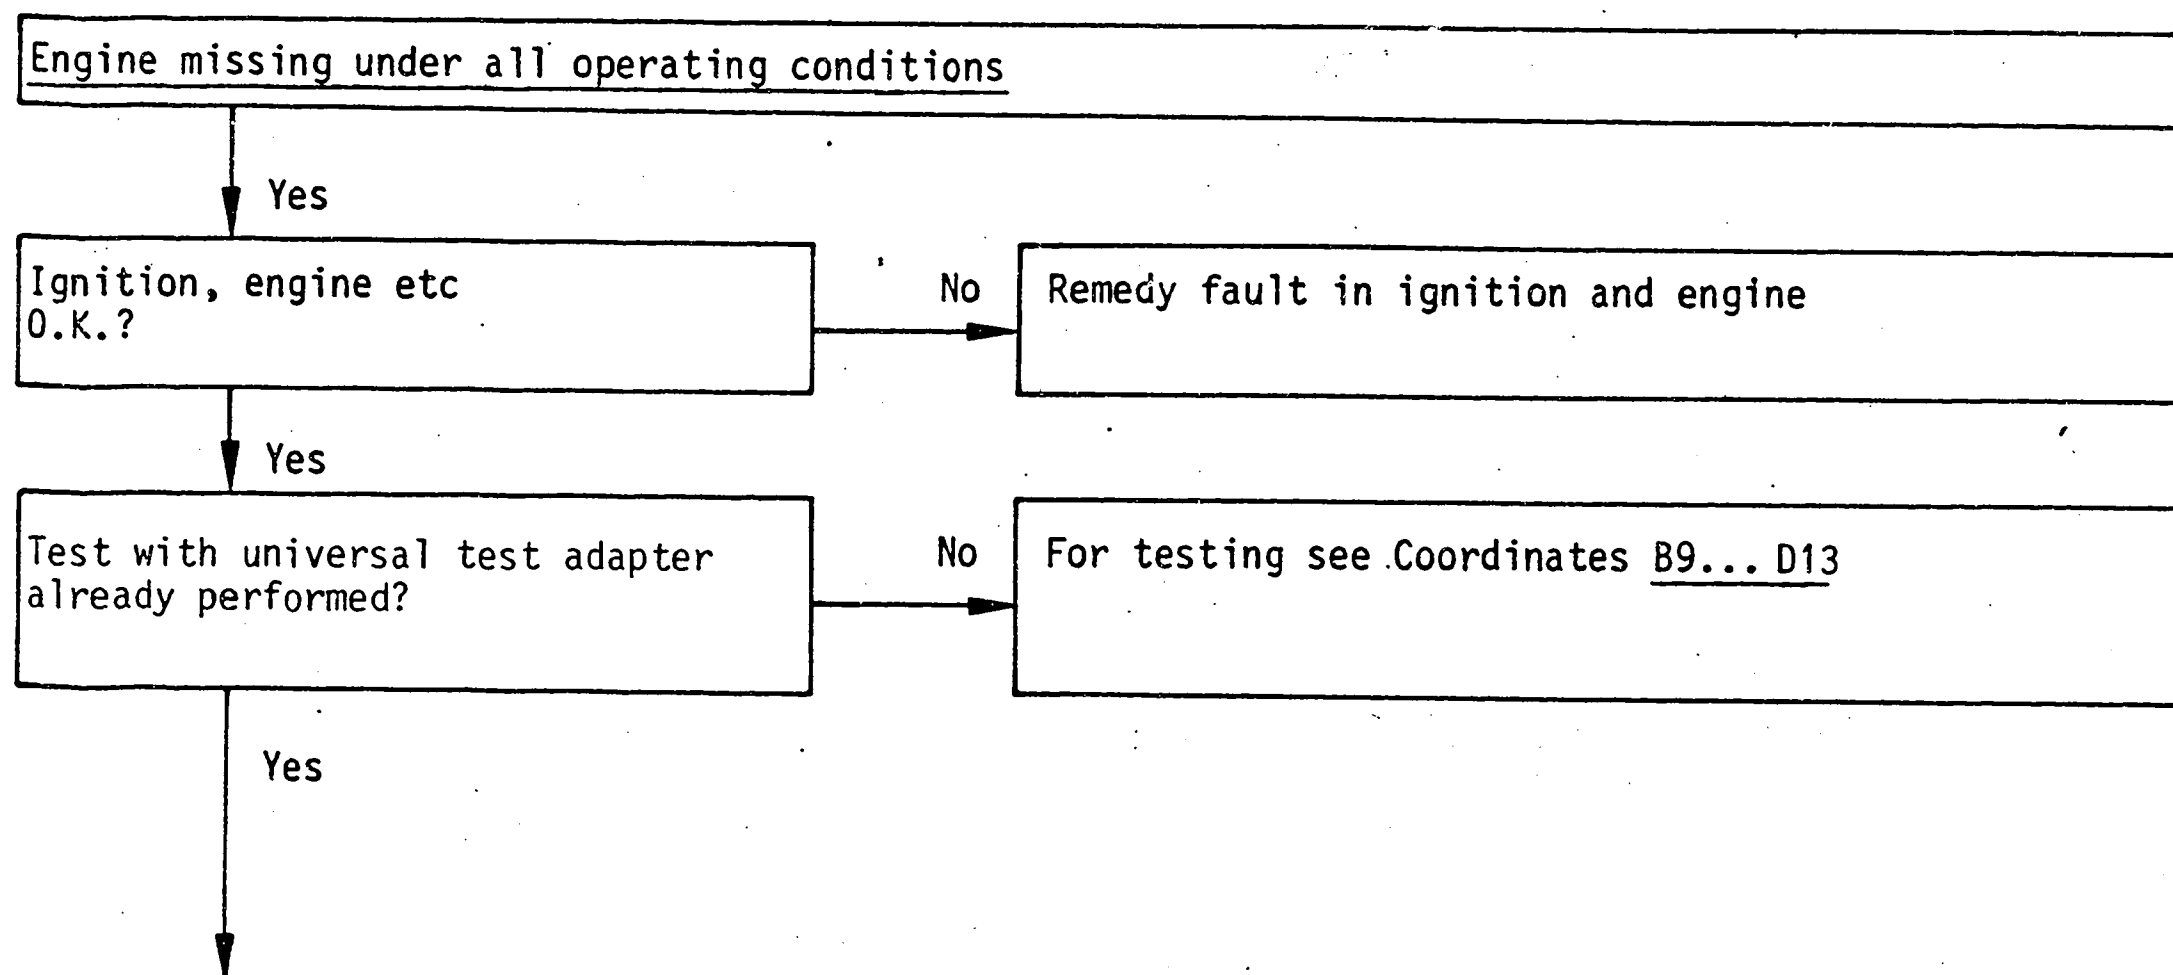 Engine missing under all operating conditions
Yes
Ignition, engine etc
O.K.?
No
Remedy fault in ignition and engine
Yes
Test with universal test adapter
already performed?
No
For testing see Coordinates B9... D13
Yes